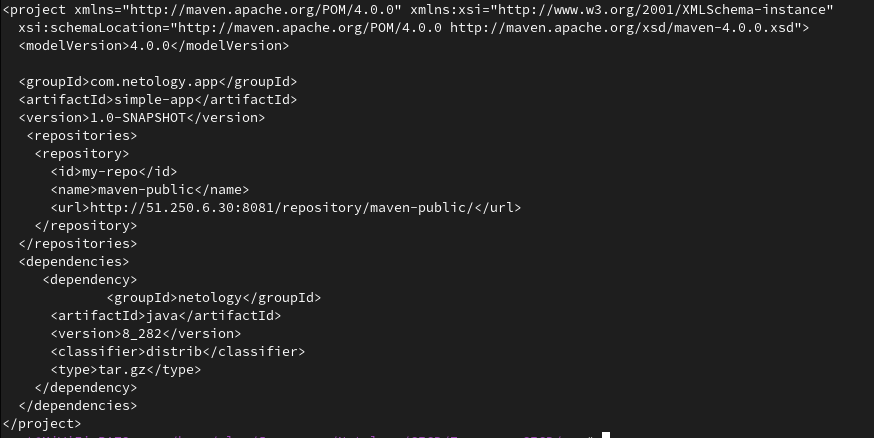 <project xmlns="http://maven.apache.org/POM/4.0.0" xmlns:xsi="http://www.w3.org/2001/XMLSchema-instance"
  xsi:schemaLocation="http://maven.apache.org/POM/4.0.0 http://maven.apache.org/xsd/maven-4.0.0.xsd">
  <modelVersion>4.0.0</modelVersion>

  <groupId>com.netology.app</groupId>
  <artifactId>simple-app</artifactId>
  <version>1.0-SNAPSHOT</version>
   <repositories>
    <repository>
      <id>my-repo</id>
      <name>maven-public</name>
      <url>http://51.250.6.30:8081/repository/maven-public/</url>
    </repository>
  </repositories>
  <dependencies>
     <dependency>
             <groupId>netology</groupId>
      <artifactId>java</artifactId>
      <version>8_282</version>
      <classifier>distrib</classifier>
      <type>tar.gz</type>
    </dependency>
  </dependencies>
</project>